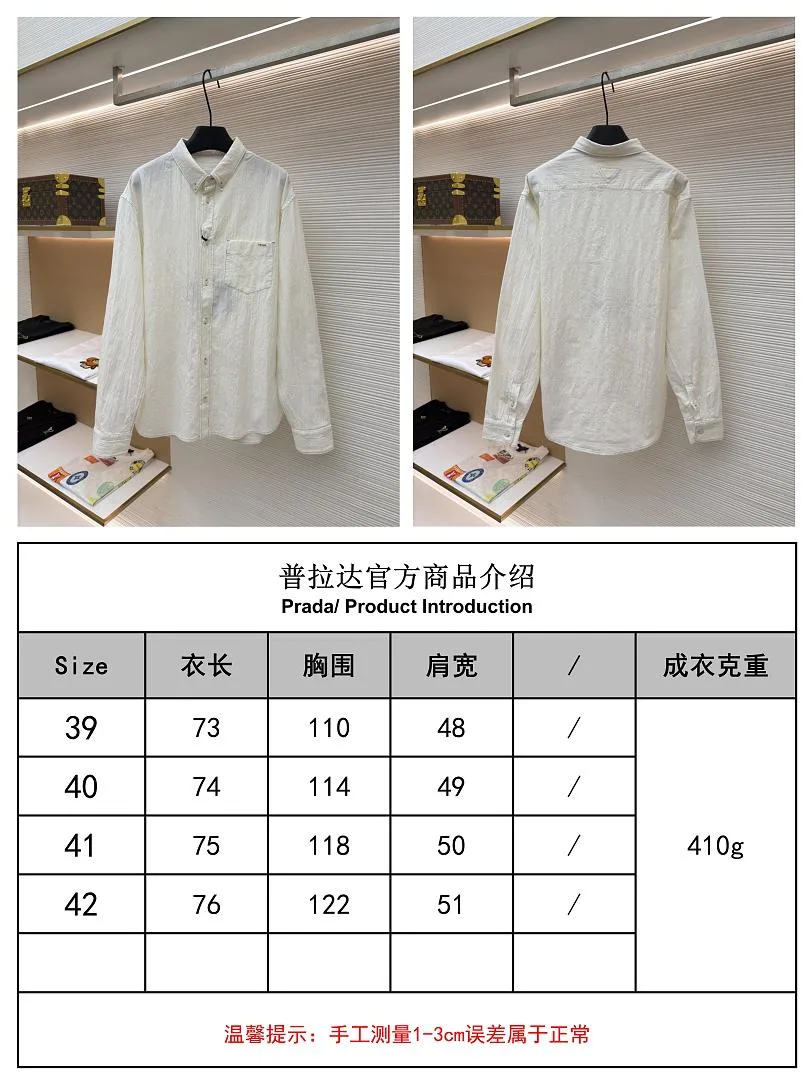 普拉达官方商品介绍
Prada/ Product Introduction
Size 衣长 胸围 肩宽 / 成衣克重
39 73 110 48 /
40 74 114 49 /
41 75 118 50 /
410g
42 76 122 51 /
温馨提示：手工测量1-3cm误差属于正常